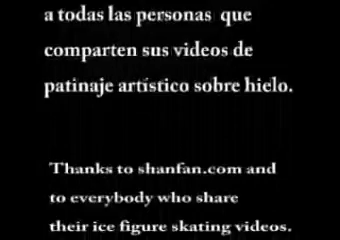 a todas las personas que
comparten sus videos de
patinaje artístico sobre hielo.
Thanks to shanfan.com and
to everybody who share
their ice figure skating videos.